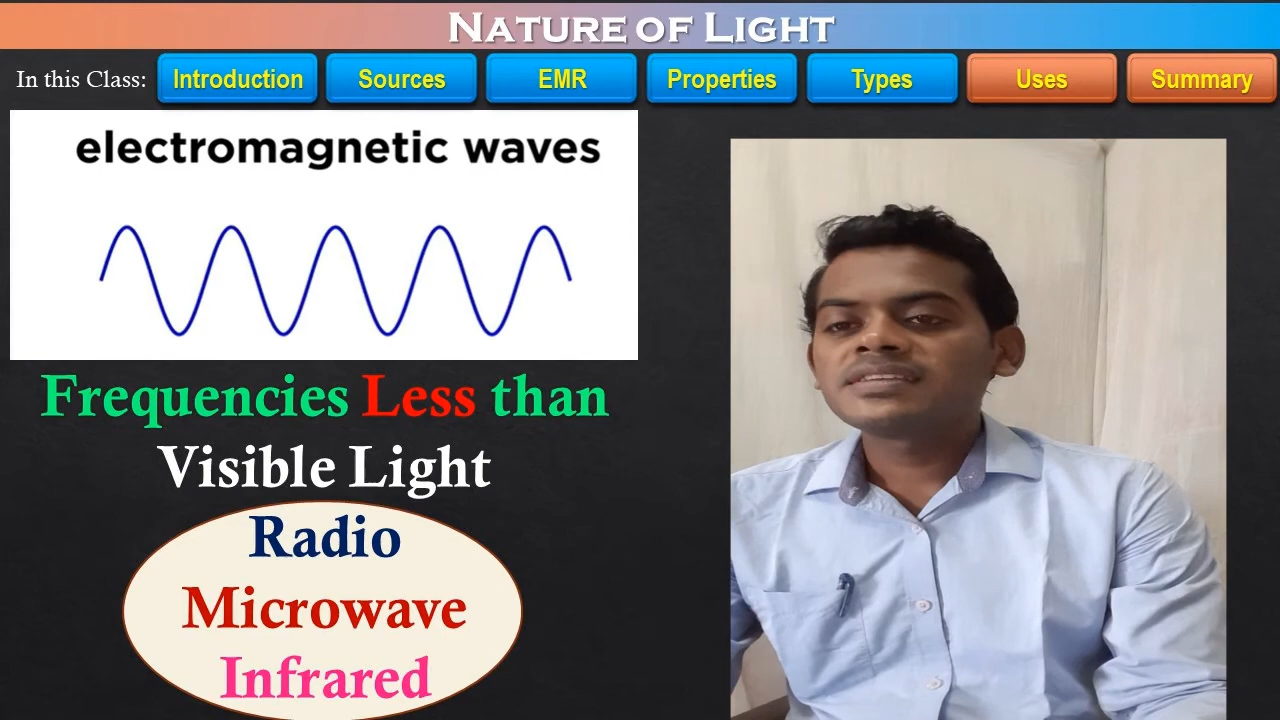 Nature of Light
In this Class: Introduction Sources EMR Properties Types Uses Summary
electromagnetic waves
Frequencies Less than
Visible Light
Radio
Microwave
Infrared